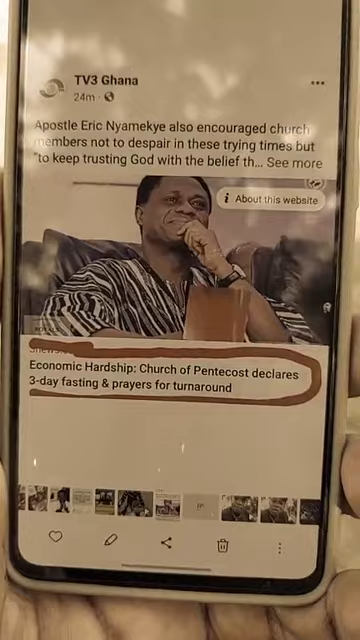 TV3 Ghana
24m
Apostle Eric Nyamekye also encouraged church
members not to despair in these trying times but
"to keep trusting God with the belief th... See more
i About this website
Economic Hardship: Church of Pentecost declares
3-day fasting & prayers for turnaround